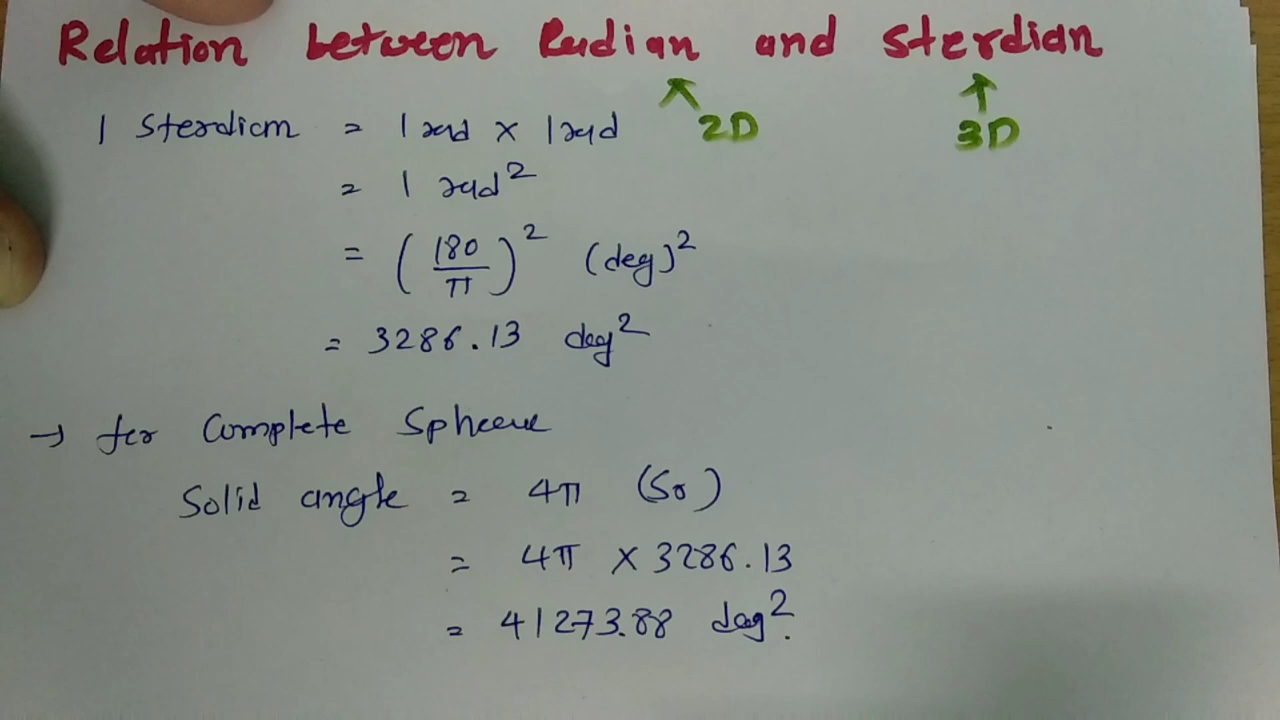 Relation between Radian and Sterdian
2D
3D
1 Sterdian = 1 rad × 1 rad
= 1 rad²
= (180/π)² (deg)²
= 3286.13 deg²
→ for Complete Sphere
Solid angle = 4π (Sr)
= 4π × 3286.13
= 41273.88 deg².